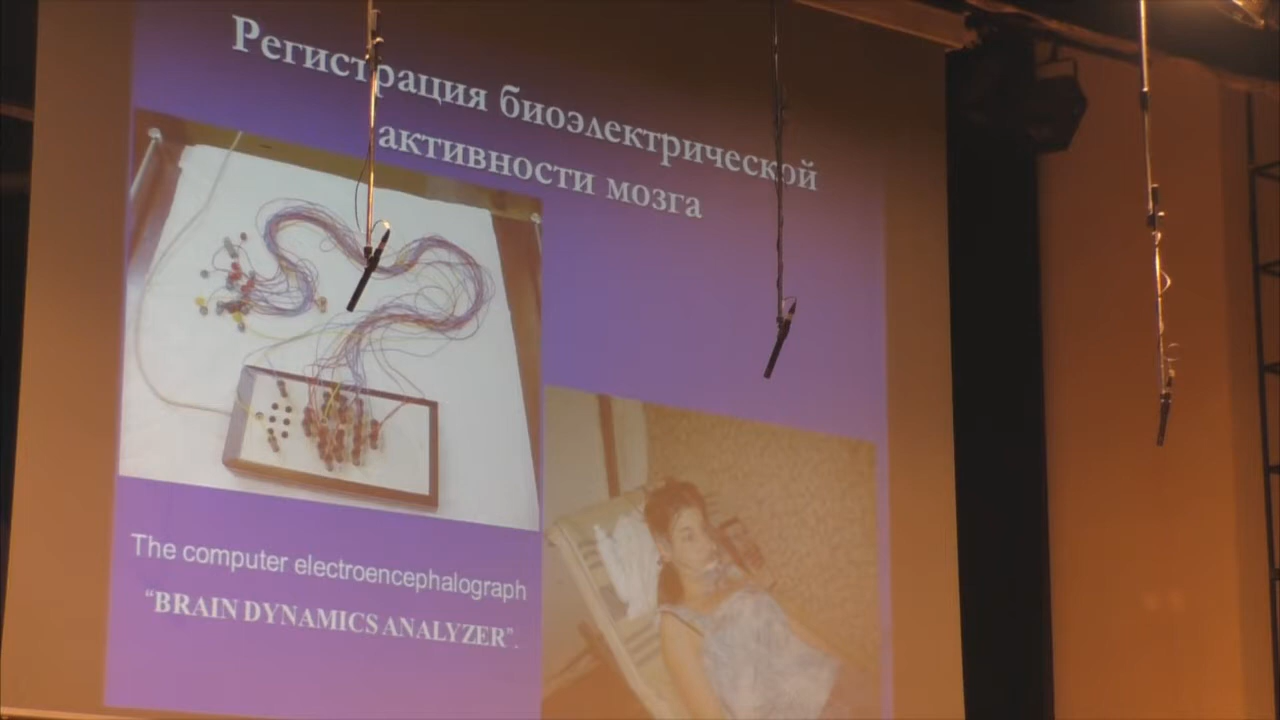 Регистрация биоэлектрической
активности мозга
The computer electroencephalograph
“BRAIN DYNAMICS ANALYZER”.